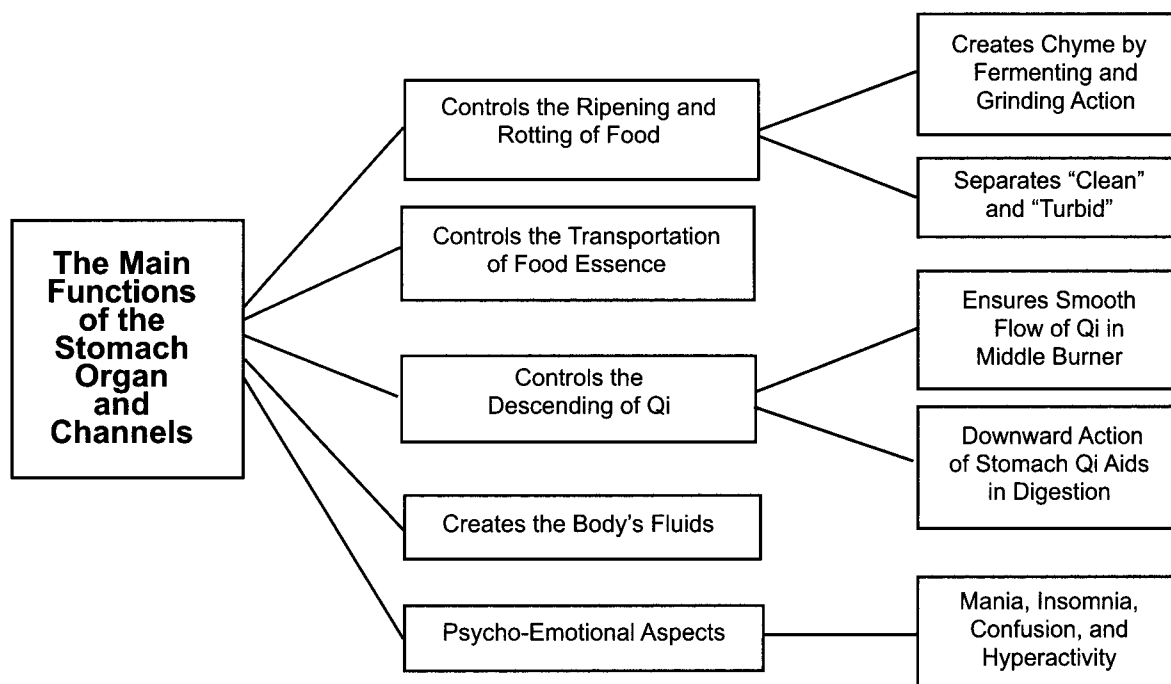 The Main
Functions
of the
Stomach
Organ
and
Channels
Controls the Ripening and
Rotting of Food
Creates Chyme by
Fermenting and
Grinding Action
Separates “Clean”
and “Turbid”
Controls the Transportation
of Food Essence
Controls the
Descending of Qi
Ensures Smooth
Flow of Qi in
Middle Burner
Downward Action
of Stomach Qi Aids
in Digestion
Creates the Body’s Fluids
Psycho-Emotional Aspects
Mania, Insomnia,
Confusion, and
Hyperactivity